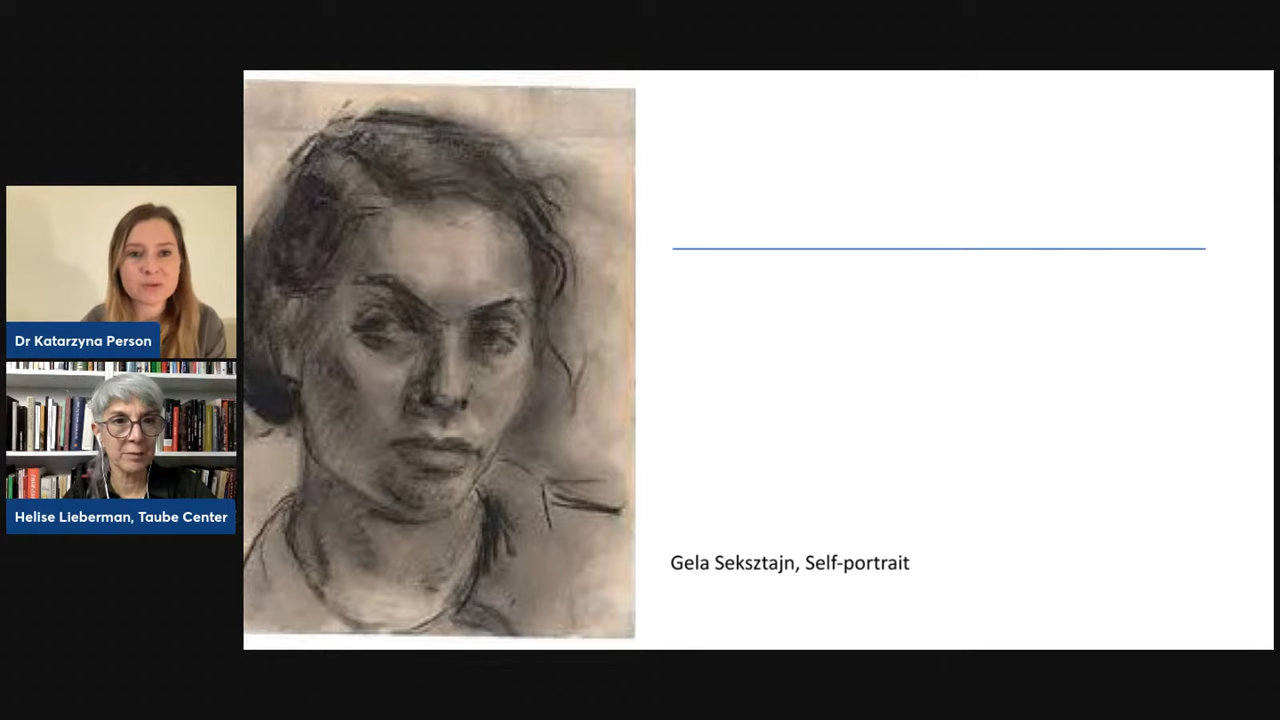 Dr Katarzyna Person
Helise Lieberman, Taube Center
Gela Seksztajn, Self-portrait